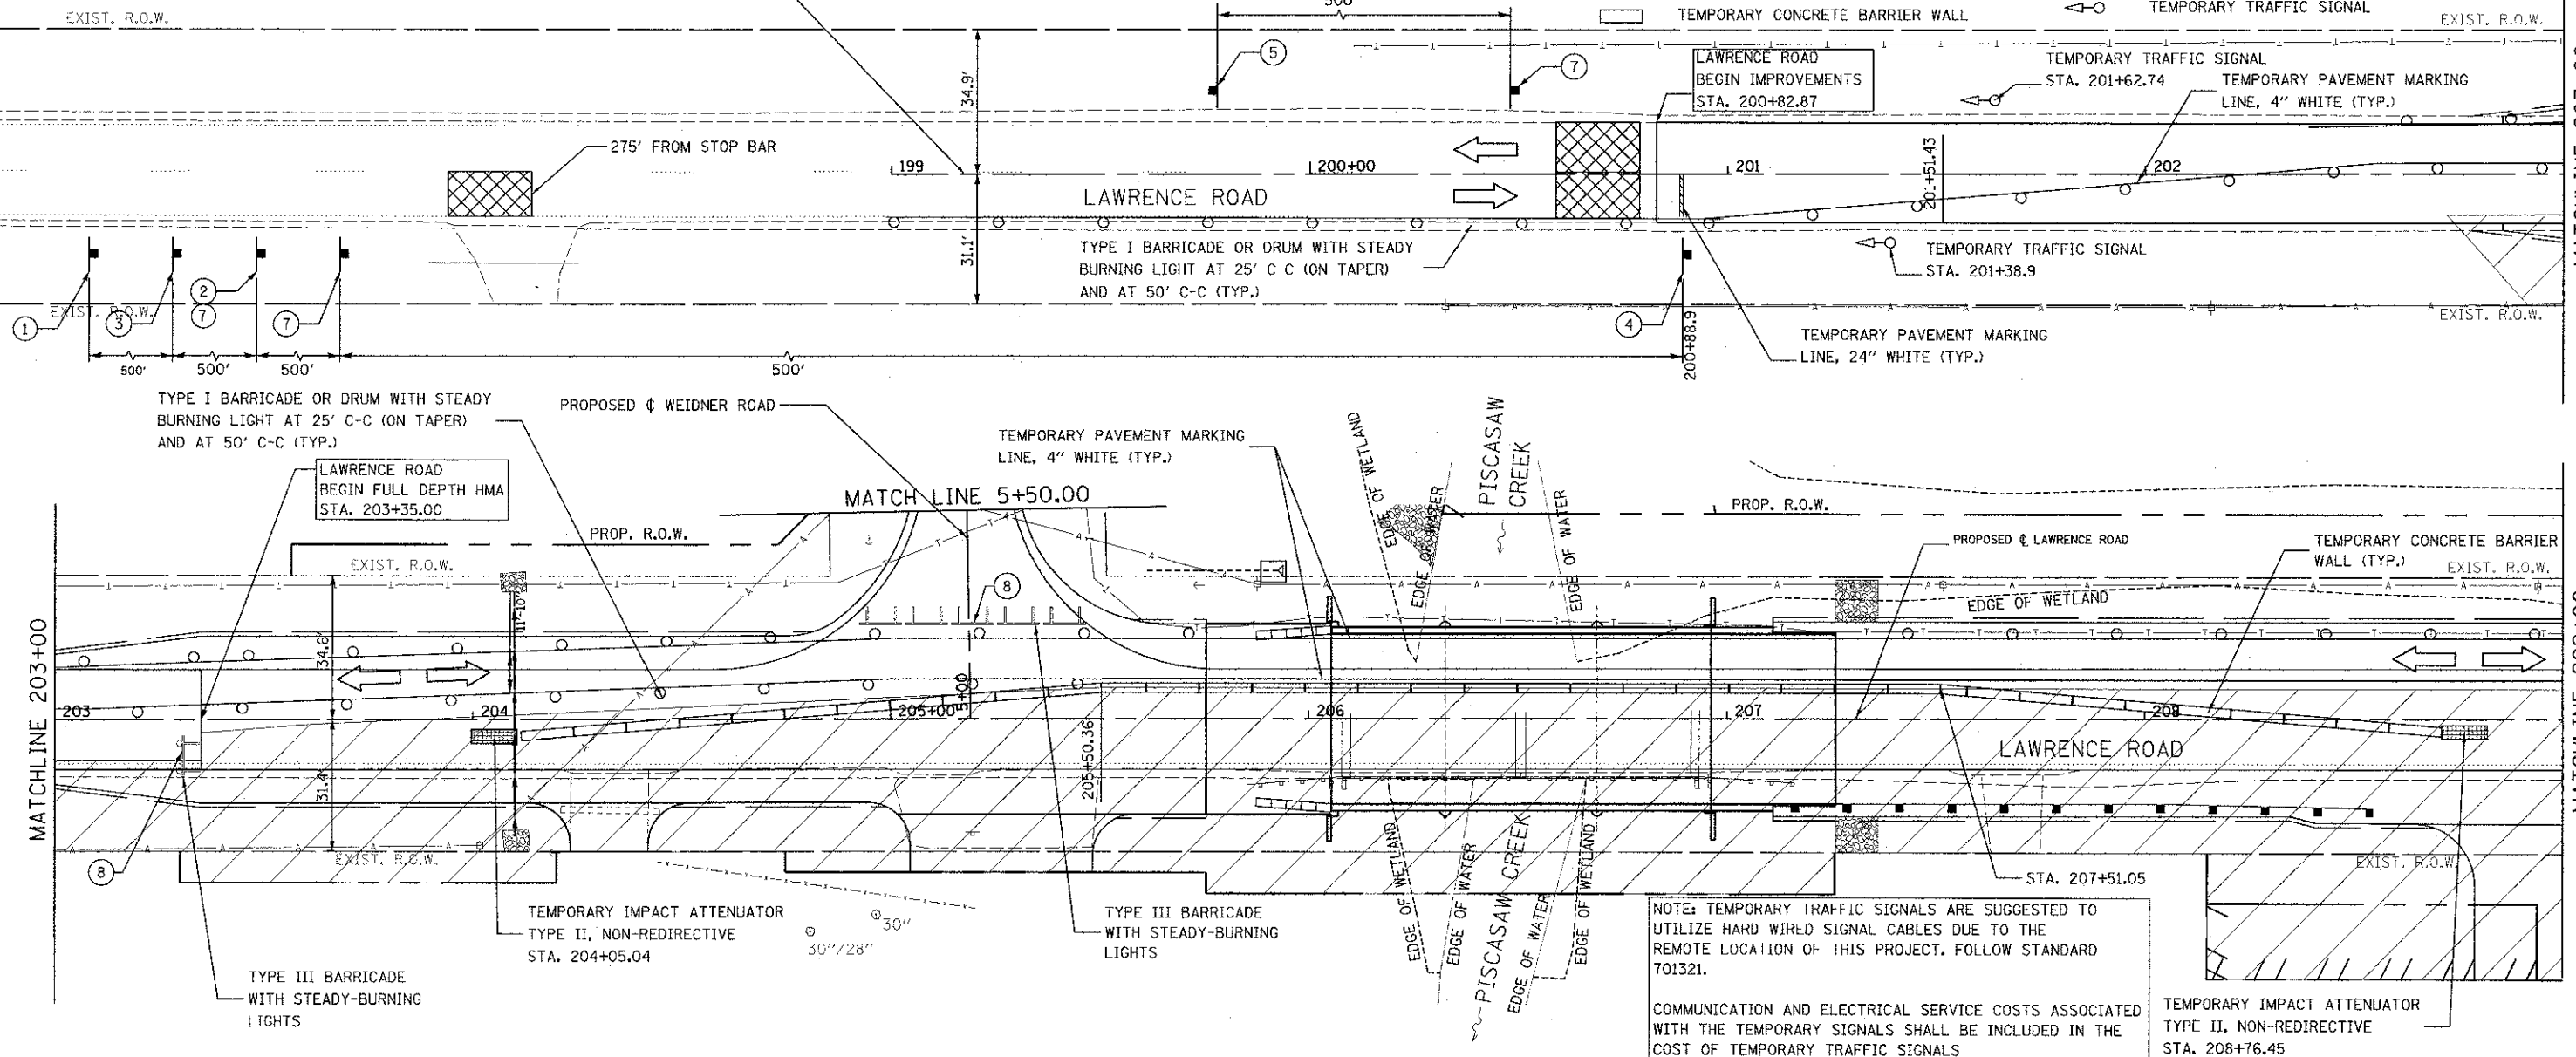 EXIST. R.O.W.
TEMPORARY CONCRETE BARRIER WALL
TEMPORARY TRAFFIC SIGNAL
EXIST. R.O.W.
5
7
34.9'
LAWRENCE ROAD
BEGIN IMPROVEMENTS
STA. 200+82.87
TEMPORARY TRAFFIC SIGNAL
STA. 201+62.74
TEMPORARY PAVEMENT MARKING
LINE, 4" WHITE (TYP.)
275' FROM STOP BAR
199
200+00
201
202
201+51.43
LAWRENCE ROAD
31.1'
TYPE I BARRICADE OR DRUM WITH STEADY
BURNING LIGHT AT 25' C-C (ON TAPER)
AND AT 50' C-C (TYP.)
TEMPORARY TRAFFIC SIGNAL
STA. 201+38.9
EXIST. R.O.W.
1
3
2
7
7
4
EXIST. R.O.W.
500'
500'
500'
500'
200+88.9
TEMPORARY PAVEMENT MARKING
LINE, 24" WHITE (TYP.)
TYPE I BARRICADE OR DRUM WITH STEADY
BURNING LIGHT AT 25' C-C (ON TAPER)
AND AT 50' C-C (TYP.)
PROPOSED ℄ WEIDNER ROAD
TEMPORARY PAVEMENT MARKING
LINE, 4" WHITE (TYP.)
EDGE OF WETLAND
PISCASAW
CREEK
LAWRENCE ROAD
BEGIN FULL DEPTH HMA
STA. 203+35.00
MATCH LINE 5+50.00
EDGE OF WATER
EDGE OF WATER
PROP. R.O.W.
PROP. R.O.W.
PROPOSED ℄ LAWRENCE ROAD
TEMPORARY CONCRETE BARRIER
WALL (TYP.)
EXIST. R.O.W.
EXIST. R.O.W.
11'-10"
8
EDGE OF WETLAND
MATCHLINE 203+00
34.6'
203
204
205+00
5+00
206
207
208
LAWRENCE ROAD
31.4'
205+50.36
EXIST. R.O.W.
EXIST. R.O.W.
8
EDGE OF WETLAND
EDGE OF WATER
PISCASAW CREEK
EDGE OF WATER
EDGE OF WETLAND
STA. 207+51.05
TEMPORARY IMPACT ATTENUATOR
TYPE II, NON-REDIRECTIVE
STA. 204+05.04
30"
30"/28"
TYPE III BARRICADE
WITH STEADY-BURNING
LIGHTS
TYPE III BARRICADE
WITH STEADY-BURNING
LIGHTS
NOTE: TEMPORARY TRAFFIC SIGNALS ARE SUGGESTED TO
UTILIZE HARD WIRED SIGNAL CABLES DUE TO THE
REMOTE LOCATION OF THIS PROJECT. FOLLOW STANDARD
701321.
COMMUNICATION AND ELECTRICAL SERVICE COSTS ASSOCIATED
WITH THE TEMPORARY SIGNALS SHALL BE INCLUDED IN THE
COST OF TEMPORARY TRAFFIC SIGNALS
TEMPORARY IMPACT ATTENUATOR
TYPE II, NON-REDIRECTIVE
STA. 208+76.45